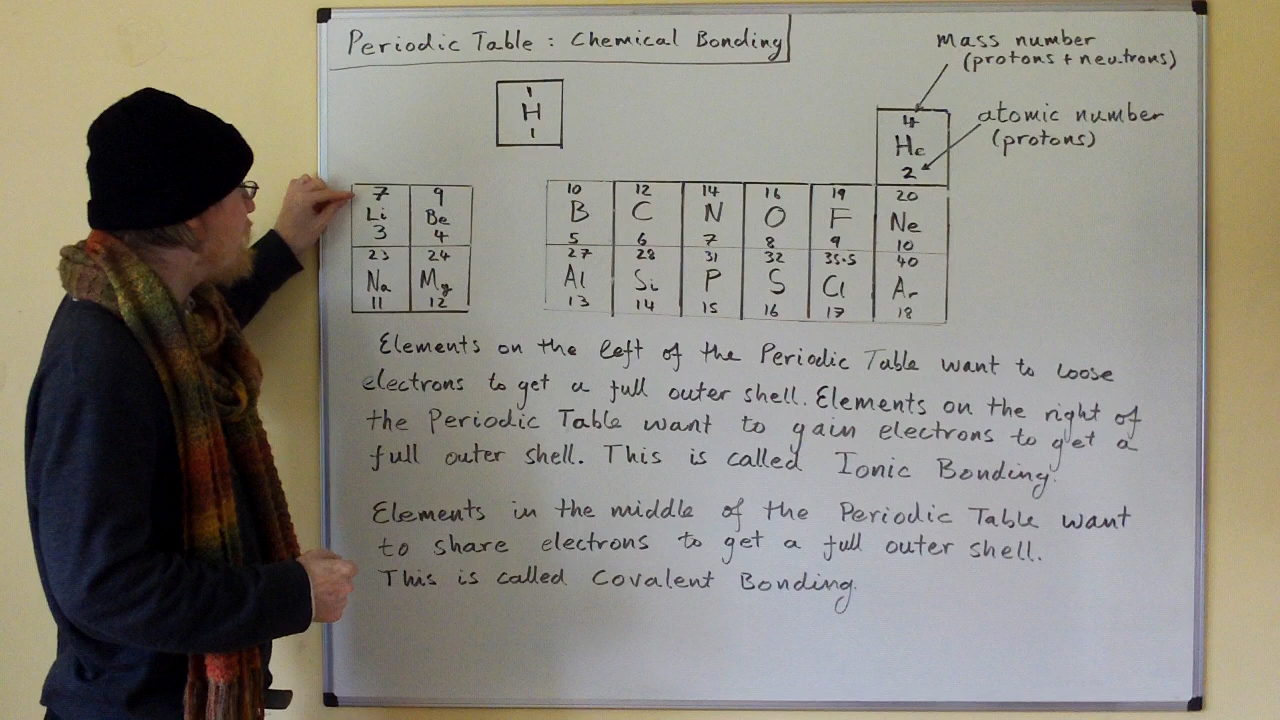 Periodic Table : Chemical Bonding
mass number
(protons + neutrons)
1
H
1
atomic number
(protons)
4
He
2
7 9 10 12 14 16 19 20
Li Be B C N O F Ne
3 4 5 6 7 8 9 10
23 24 27 28 31 32 35.5 40
Na Mg Al Si P S Cl Ar
11 12 13 14 15 16 17 18
Elements on the left of the Periodic Table want to loose
electrons to get a full outer shell. Elements on the right of
the Periodic Table want to gain electrons to get a
full outer shell. This is called Ionic Bonding.
Elements in the middle of the Periodic Table want
to share electrons to get a full outer shell.
This is called Covalent Bonding.